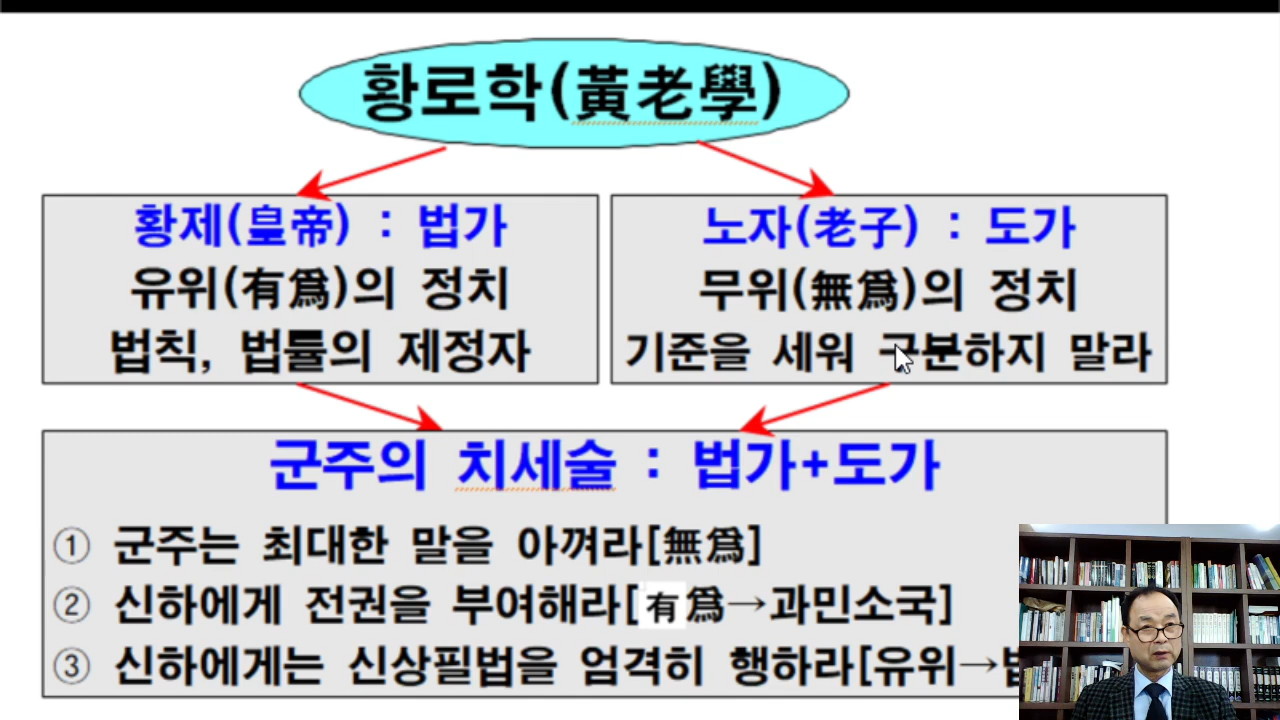 황로학(黃老學)
황제(皇帝) : 법가
유위(有爲)의 정치
법칙, 법률의 제정자
노자(老子) : 도가
무위(無爲)의 정치
기준을 세워 구분하지 말라
군주의 치세술 : 법가+도가
① 군주는 최대한 말을 아껴라[無爲]
② 신하에게 전권을 부여해라[有爲→과민소국]
③ 신하에게는 신상필법을 엄격히 행하라[유위→